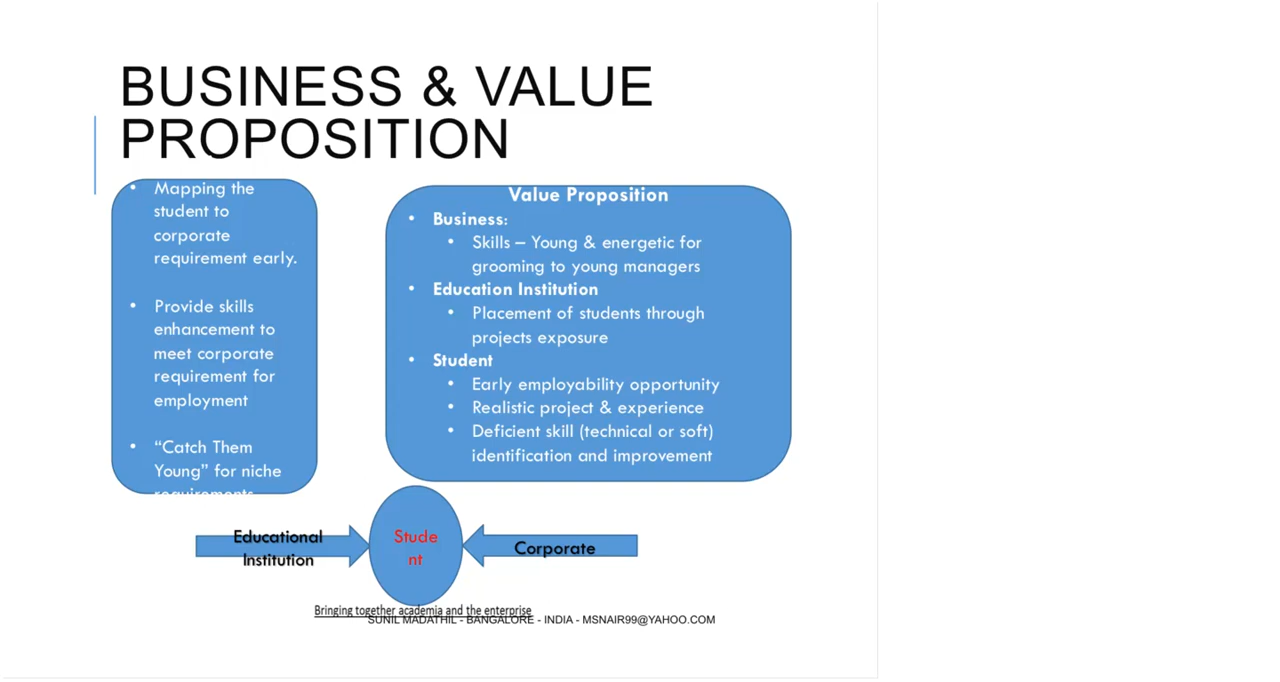 BUSINESS & VALUE
PROPOSITION
• Mapping the
student to
corporate
requirement early.
• Provide skills
enhancement to
meet corporate
requirement for
employment
• “Catch Them
Young” for niche
requirements
Value Proposition
• Business:
• Skills – Young & energetic for
grooming to young managers
• Education Institution
• Placement of students through
projects exposure
• Student
• Early employability opportunity
• Realistic project & experience
• Deficient skill (technical or soft)
identification and improvement
Educational
Institution
Stude
nt
Corporate
Bringing together academia and the enterprise
SUNIL MADATHIL - BANGALORE - INDIA - MSNAIR99@YAHOO.COM